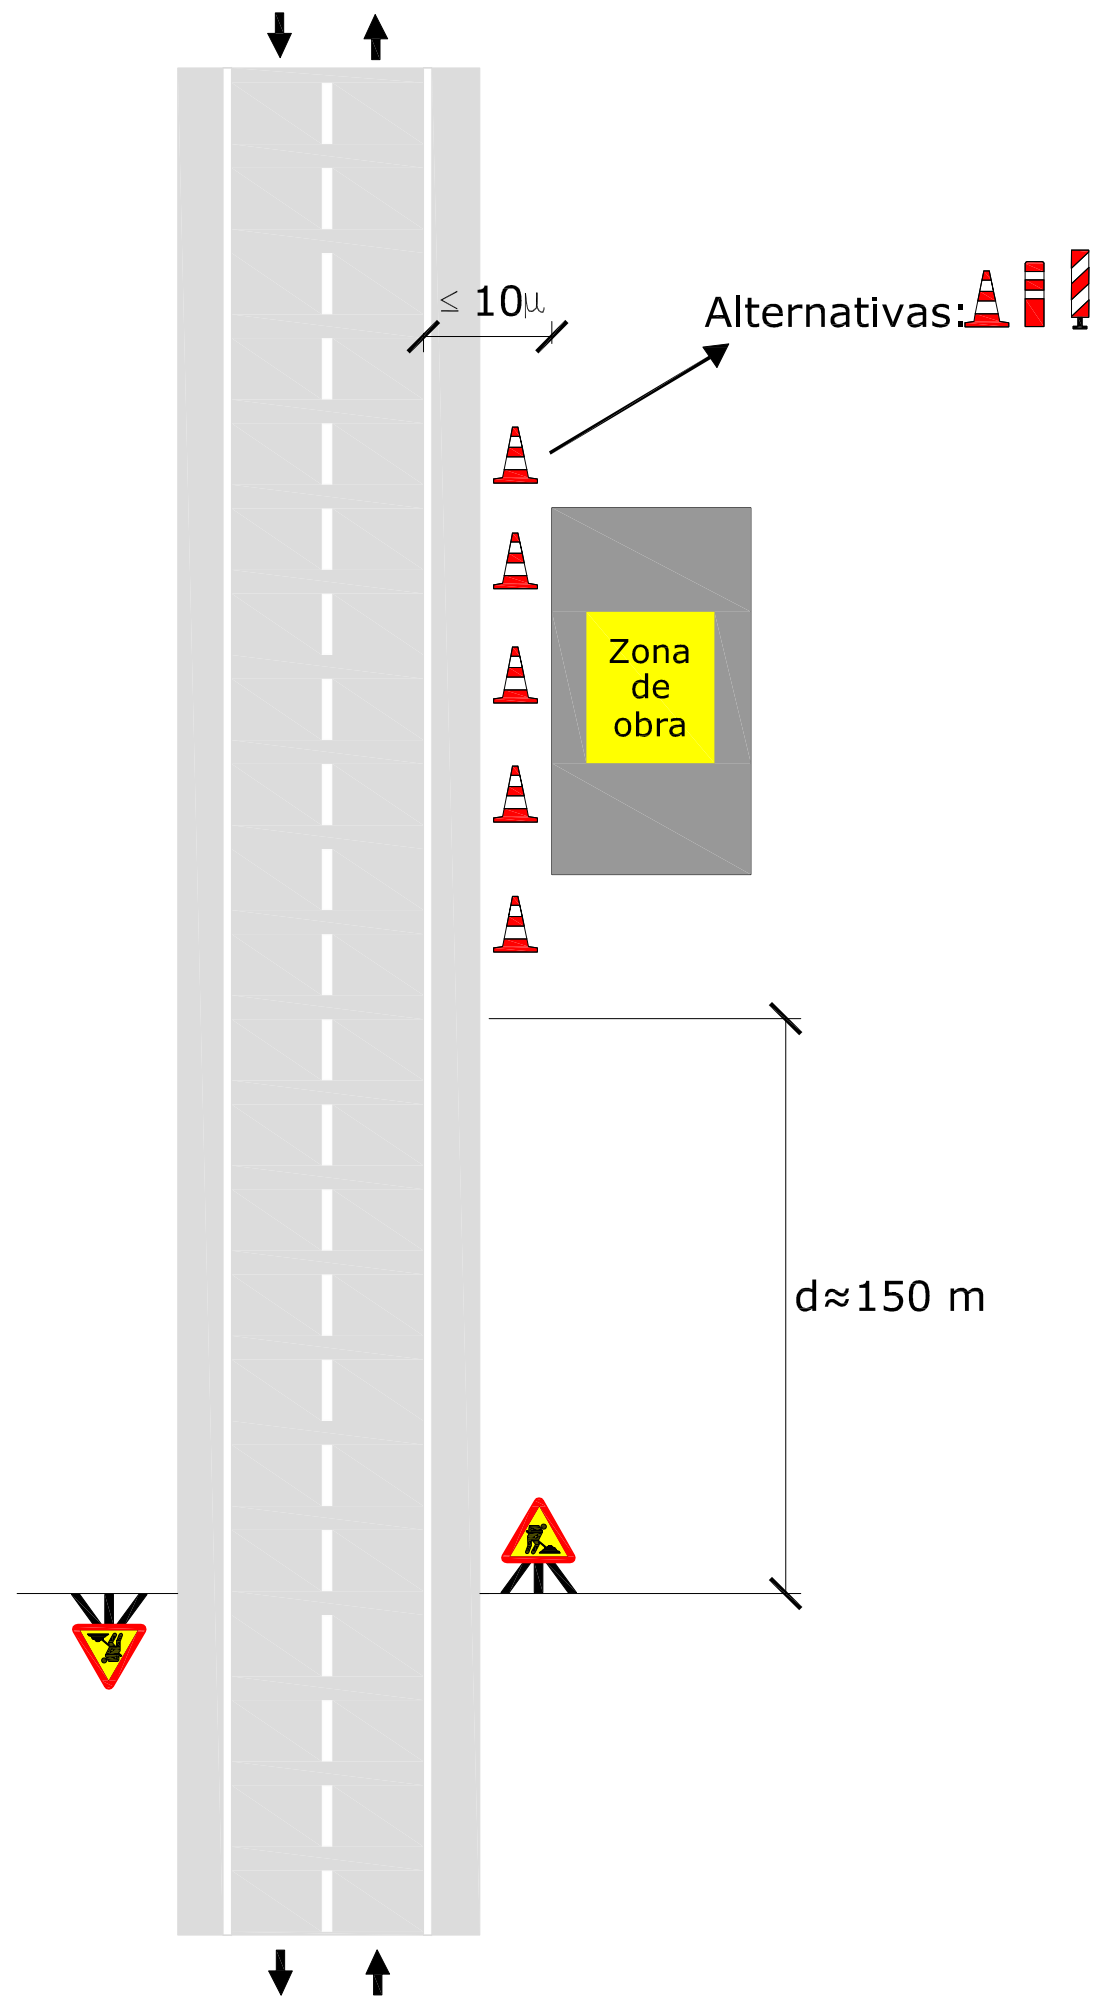 ≤ 10μ
Alternativas:
Zona
de
obra
d≈150 m